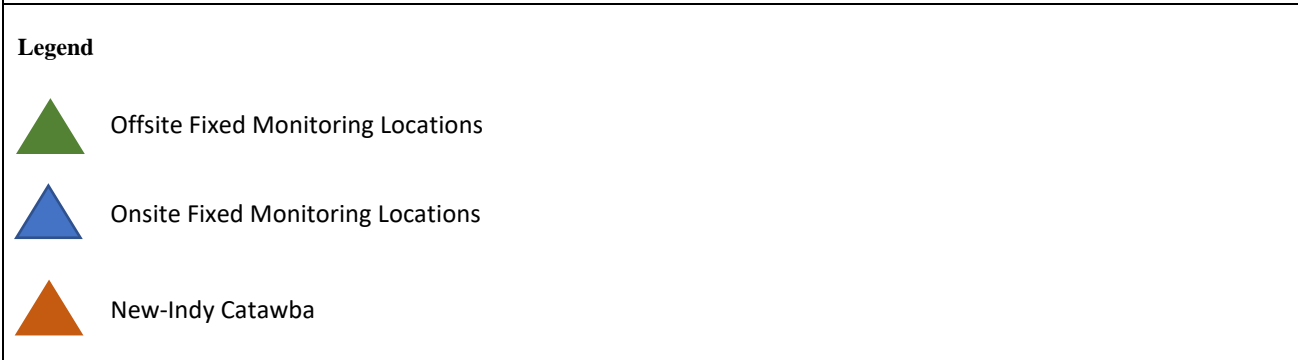 Legend
Offsite Fixed Monitoring Locations
Onsite Fixed Monitoring Locations
New-Indy Catawba